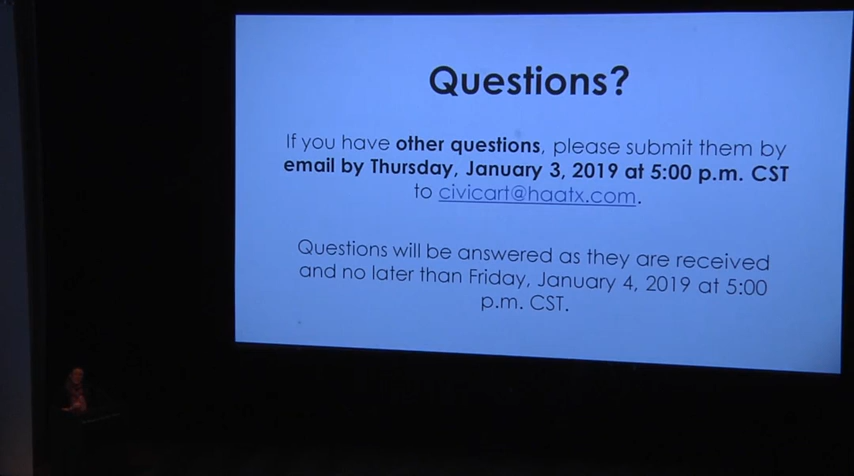 Questions?
If you have other questions, please submit them by
email by Thursday, January 3, 2019 at 5:00 p.m. CST
to civicart@haatx.com.
Questions will be answered as they are received
and no later than Friday, January 4, 2019 at 5:00
p.m. CST.